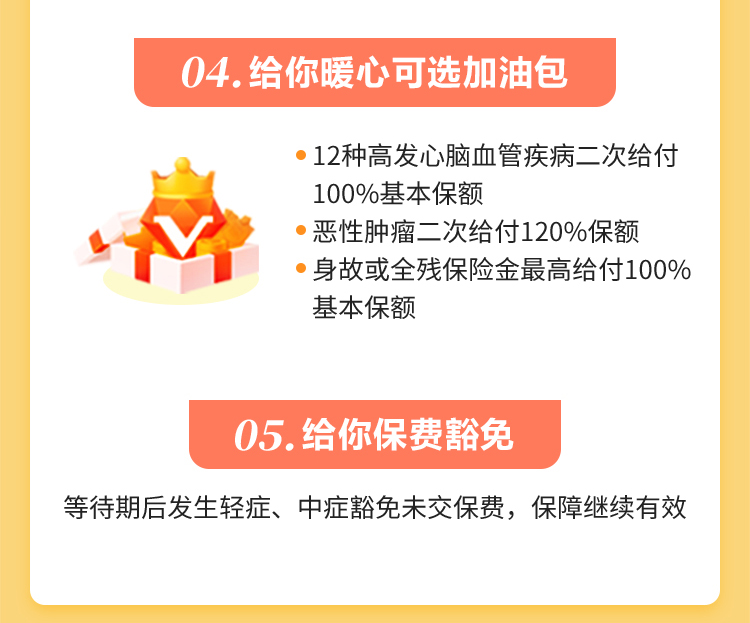 04.给你暖心可选加油包
12种高发心脑血管疾病二次给付
100%基本保额
恶性肿瘤二次给付120%保额
身故或全残保险金最高给付100%
基本保额
05.给你保费豁免
等待期后发生轻症、中症豁免未交保费，保障继续有效